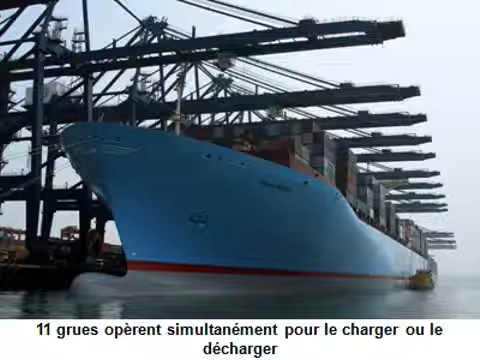 11 grues opèrent simultanément pour le charger ou le
décharger